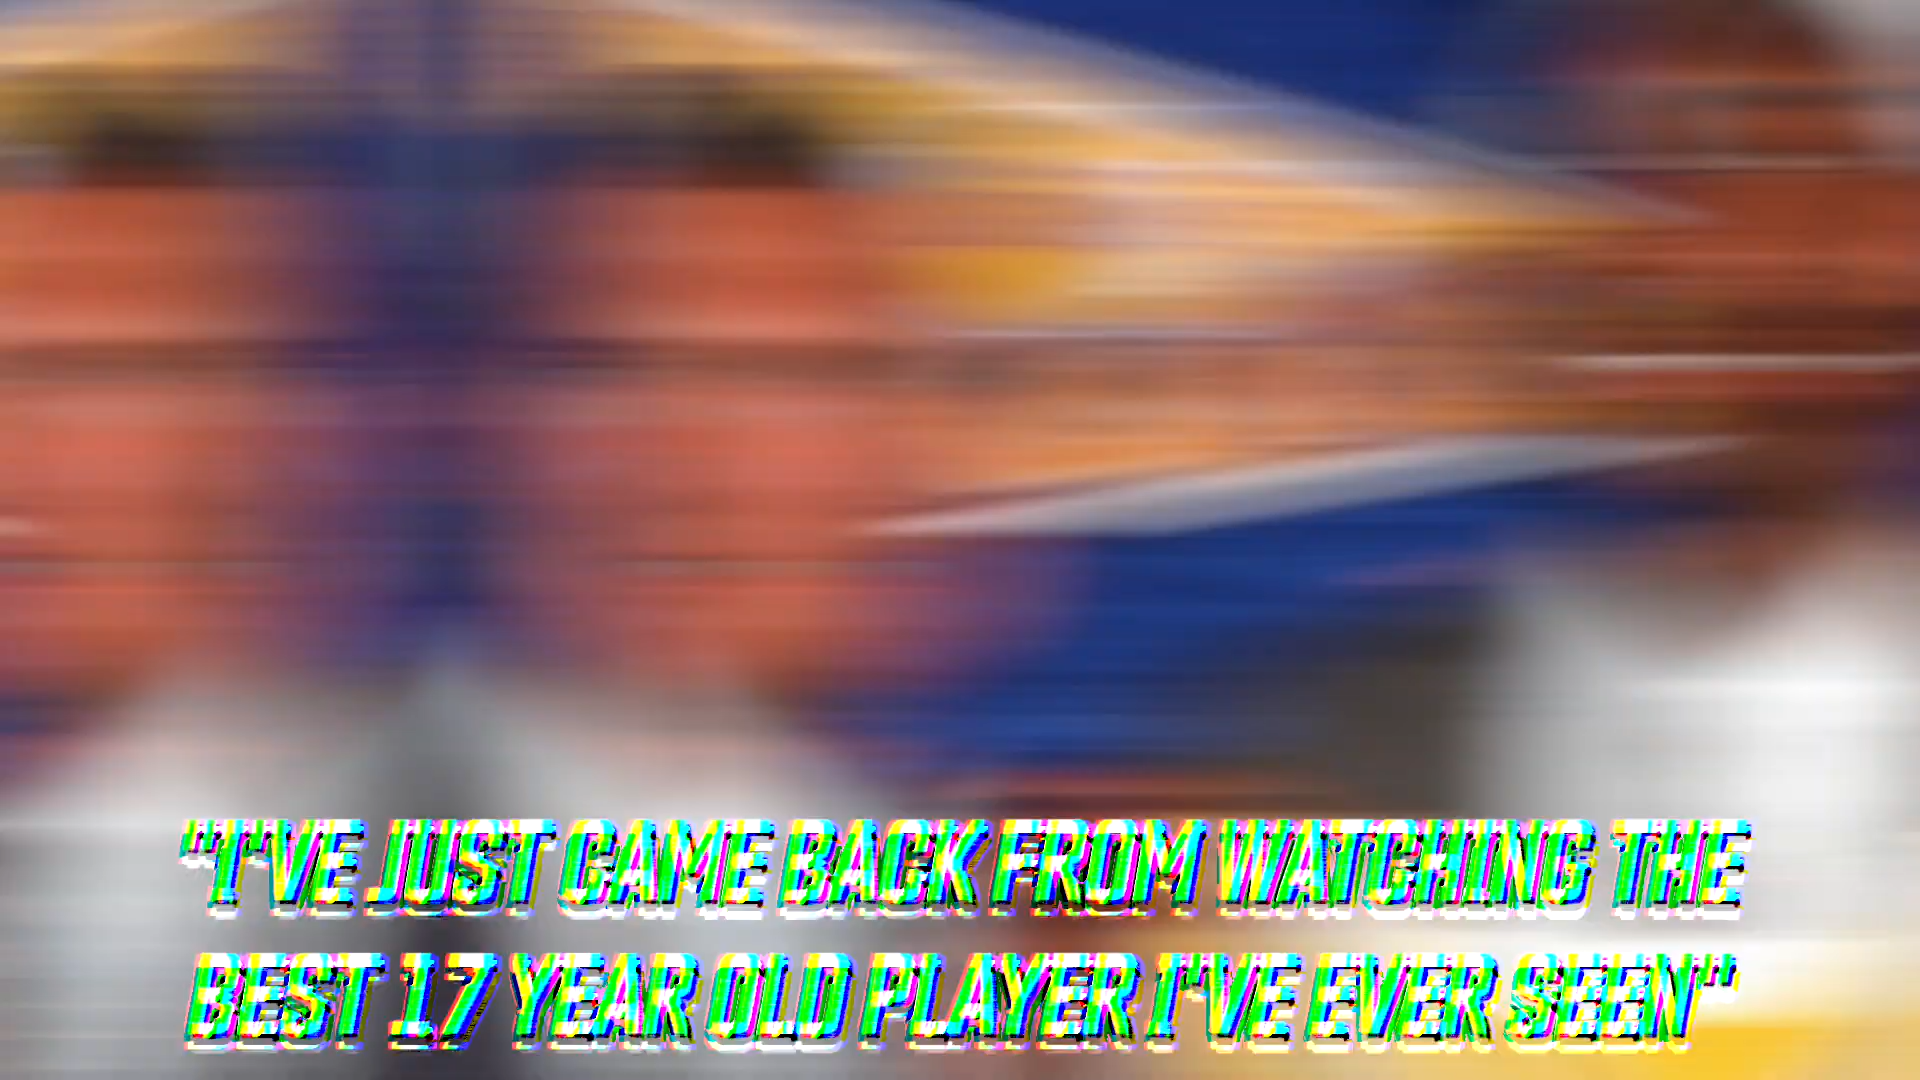 "I'VE JUST CAME BACK FROM WATCHING THE
BEST 17 YEAR OLD PLAYER I'VE EVER SEEN"